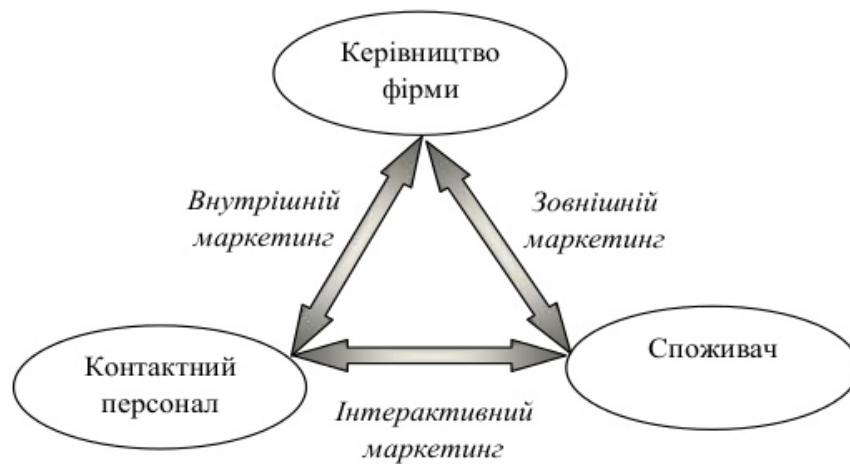 Керівництво
фірми
Внутрішній
маркетинг
Зовнішній
маркетинг
Контактний
персонал
Споживач
Інтерактивний
маркетинг